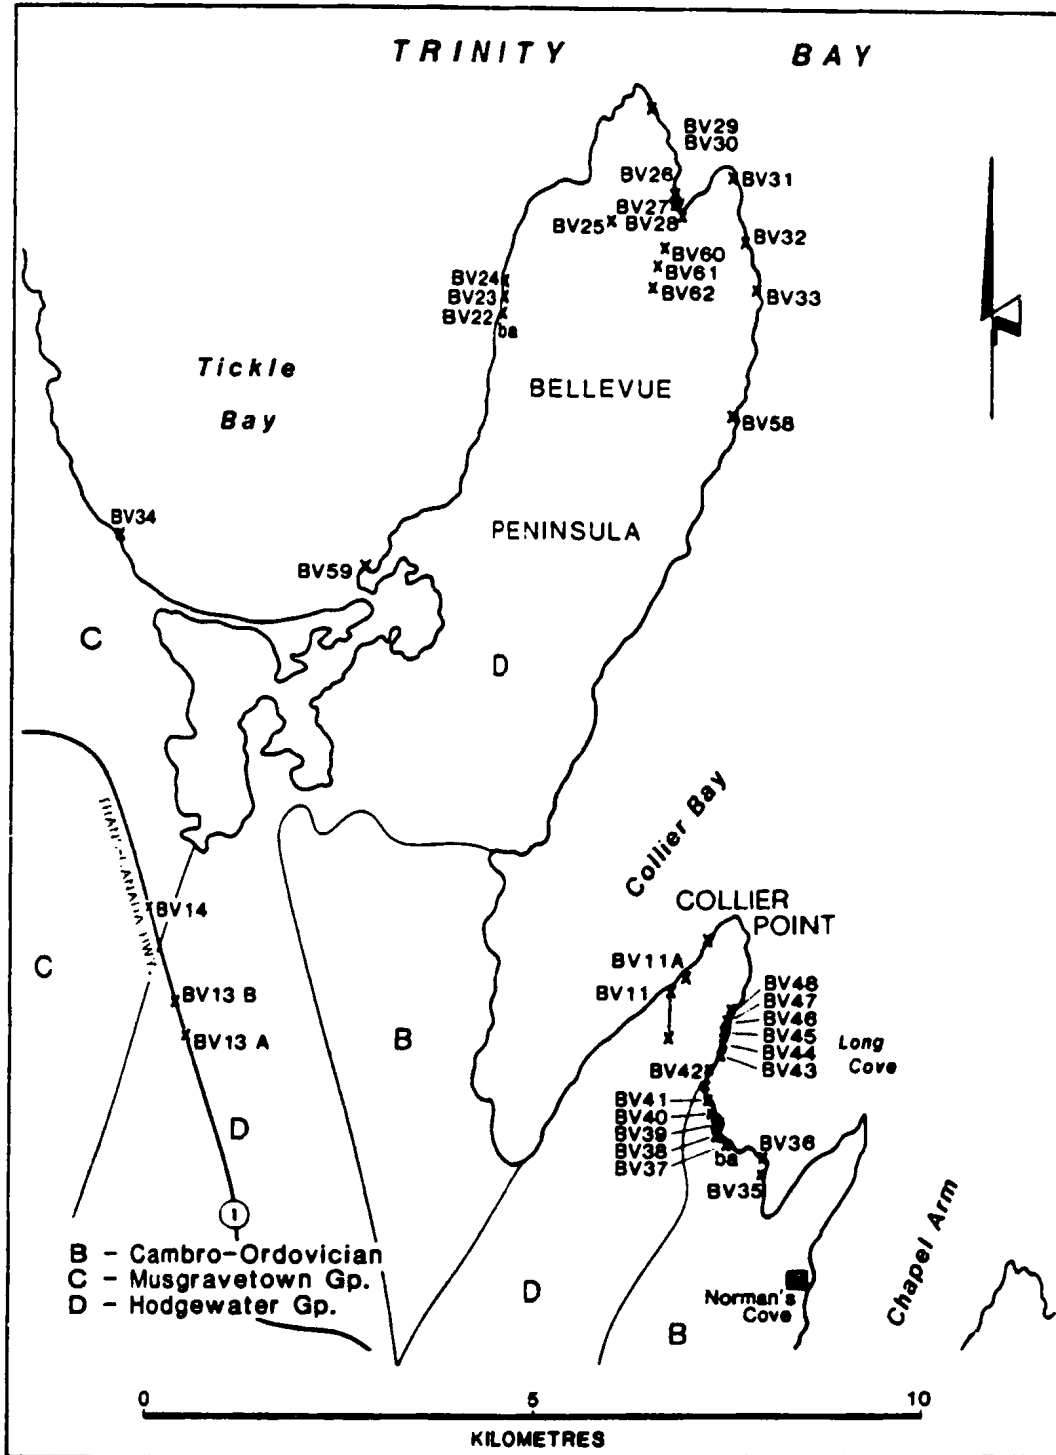 TRINITY BAY
BV29
BV30
BV26
BV31
BV27
BV25
BV28
BV32
BV60
BV61
BV24
BV62
BV33
BV23
BV22
ba
Tickle
Bay
BELLEVUE
BV58
BV34
PENINSULA
BV59
C
D
Collier Bay
TRANS-CANADA HWY.
COLLIER
POINT
BV14
BV11A
C
BV11
BV48
BV13 B
BV47
BV46
BV45
BV13 A
B
BV44
Long
Cove
BV43
BV42
BV41
BV40
D
BV39
BV38
BV36
BV37
ba
BV35
1
Chapel Arm
B - Cambro-Ordovician
C - Musgravetown Gp.
D - Hodgewater Gp.
D
Norman's
Cove
B
0 5 10
KILOMETRES